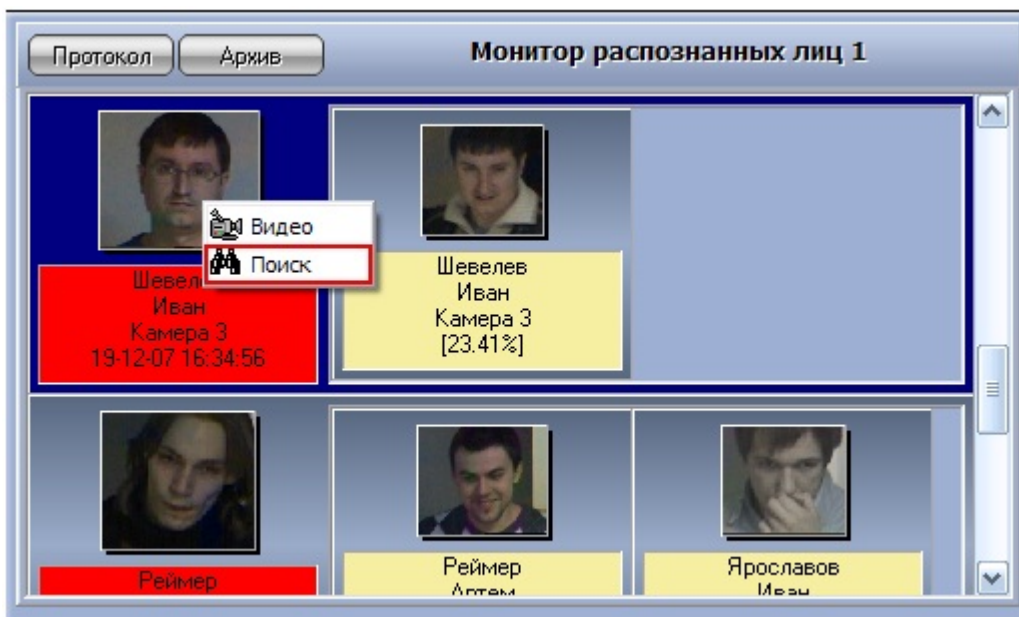 Протокол
Архив
Монитор распознанных лиц 1
Видео
Поиск
Иван
Камера 3
19-12-07 16:34:56
Шевелев
Иван
Камера 3
[23.41%]
Реймер
Реймер
Артем
Ярославов
Иван